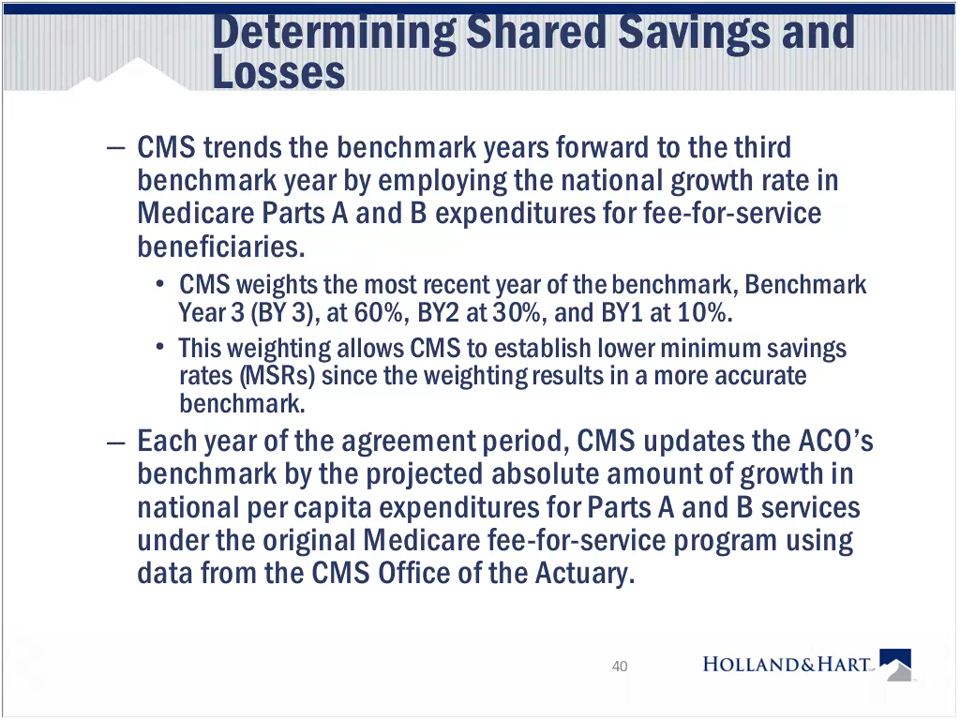 Determining Shared Savings and
Losses
– CMS trends the benchmark years forward to the third
benchmark year by employing the national growth rate in
Medicare Parts A and B expenditures for fee-for-service
beneficiaries.
• CMS weights the most recent year of the benchmark, Benchmark
Year 3 (BY 3), at 60%, BY2 at 30%, and BY1 at 10%.
• This weighting allows CMS to establish lower minimum savings
rates (MSRs) since the weighting results in a more accurate
benchmark.
– Each year of the agreement period, CMS updates the ACO’s
benchmark by the projected absolute amount of growth in
national per capita expenditures for Parts A and B services
under the original Medicare fee-for-service program using
data from the CMS Office of the Actuary.
40
HOLLAND&HART